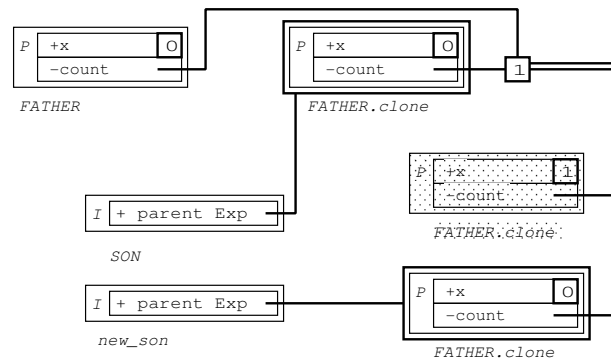 P +x O
-count
FATHER
P +x O
-count
FATHER.clone
1
P +x 1
-count
FATHER.clone
I + parent Exp
SON
I + parent Exp
new_son
P +x O
-count
FATHER.clone